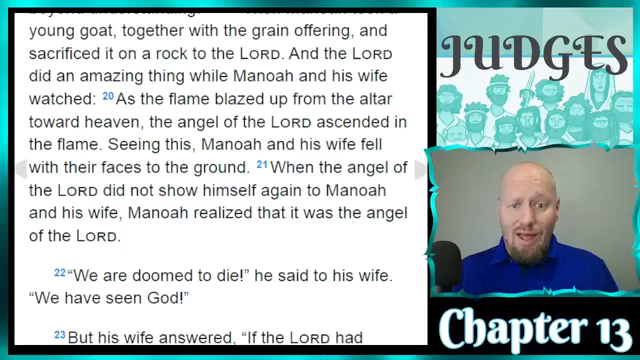 young goat, together with the grain offering, and
sacrificed it on a rock to the LORD. And the LORD
did an amazing thing while Manoah and his wife
watched: 20 As the flame blazed up from the altar
toward heaven, the angel of the LORD ascended in
the flame. Seeing this, Manoah and his wife fell
with their faces to the ground. 21 When the angel of
the LORD did not show himself again to Manoah
and his wife, Manoah realized that it was the angel
of the LORD.
22 “We are doomed to die!” he said to his wife.
“We have seen God!”
23 But his wife answered, “If the LORD had
JUDGES
Chapter 13